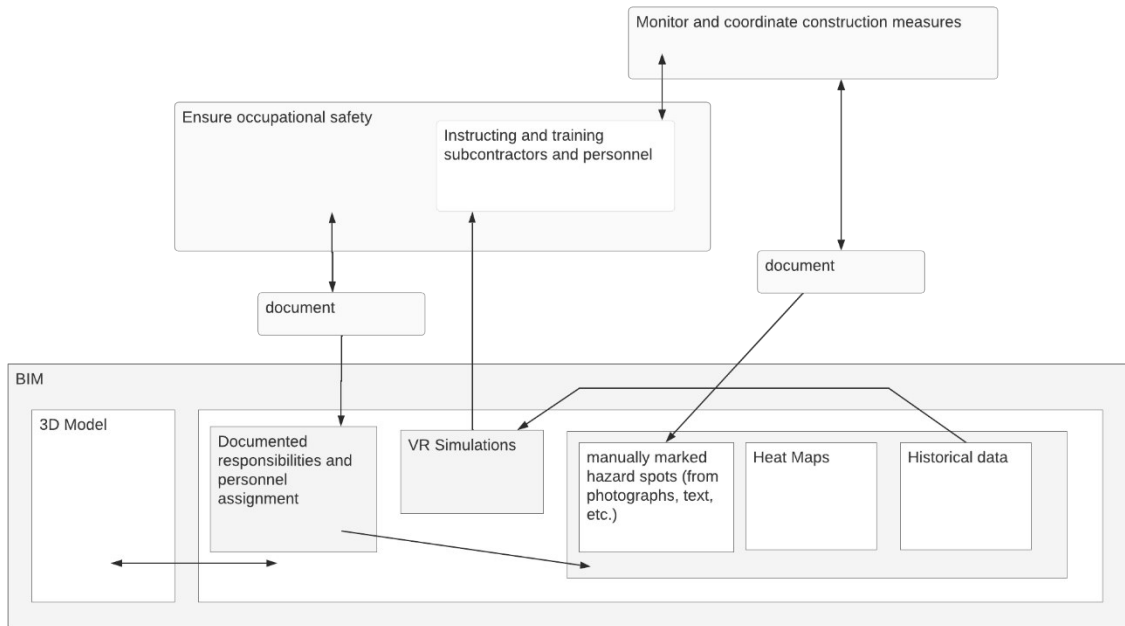 Monitor and coordinate construction measures
Ensure occupational safety
Instructing and training
subcontractors and personnel
document
document
BIM
3D Model
Documented
responsibilities and
personnel
assignment
VR Simulations
manually marked
hazard spots (from
photographs, text,
etc.)
Heat Maps
Historical data